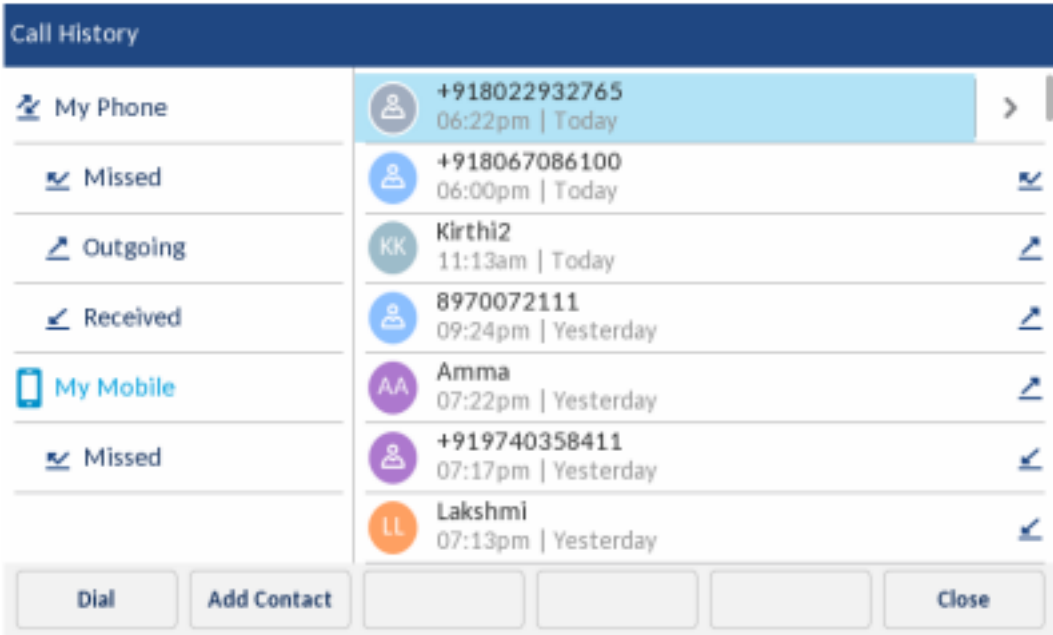 Call History
My Phone
Missed
Outgoing
Received
My Mobile
Missed
+918022932765
06:22pm | Today
+918067086100
06:00pm | Today
KK
Kirthi2
11:13am | Today
8970072111
09:24pm | Yesterday
AA
Amma
07:22pm | Yesterday
+919740358411
07:17pm | Yesterday
LL
Lakshmi
07:13pm | Yesterday
Dial
Add Contact
Close